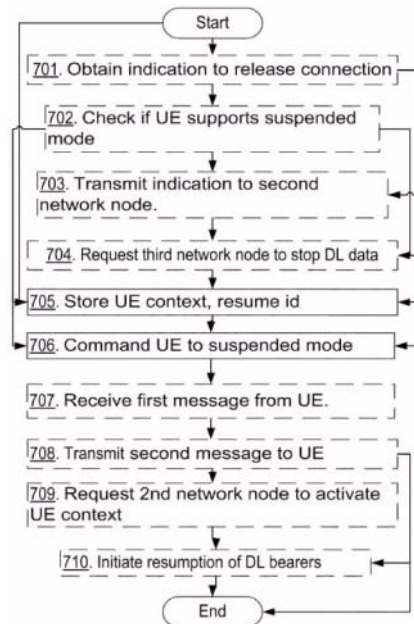 Start
701. Obtain indication to release connection
702. Check if UE supports suspended
mode
703. Transmit indication to second
network node.
704. Request third network node to stop DL data
705. Store UE context, resume id
706. Command UE to suspended mode
707. Receive first message from UE.
708. Transmit second message to UE
709. Request 2nd network node to activate
UE context
710. Initiate resumption of DL bearers
End